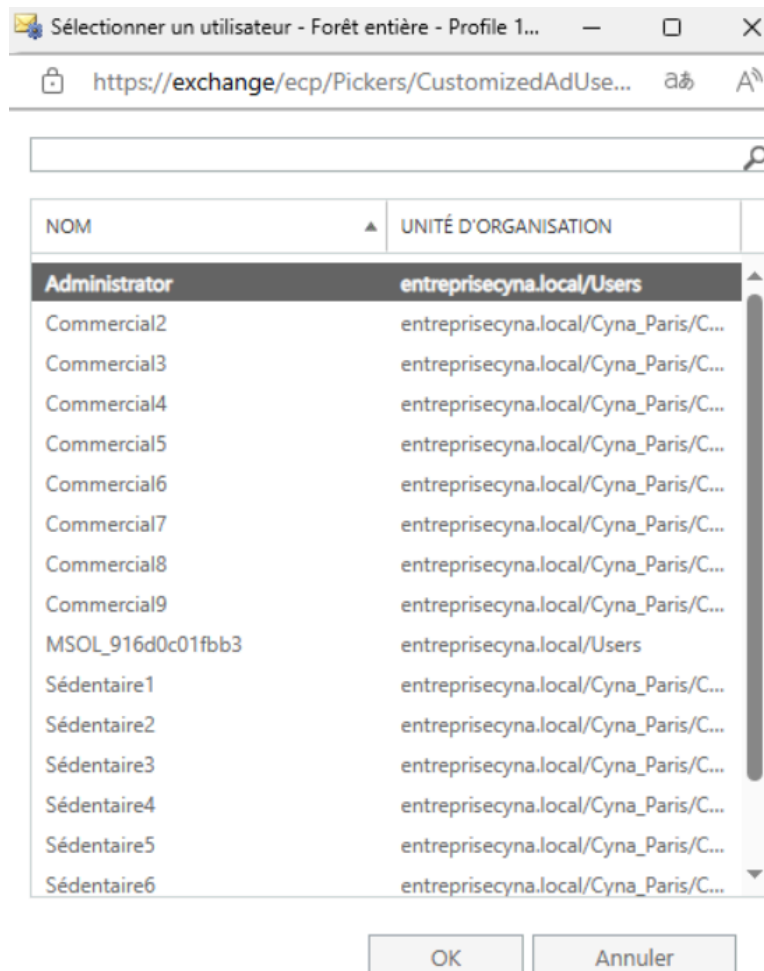 Sélectionner un utilisateur - Forêt entière - Profile 1...
https://exchange/ecp/Pickers/CustomizedAdUse... aあ A
NOM UNITÉ D'ORGANISATION
Administrator entreprisecyna.local/Users
Commercial2 entreprisecyna.local/Cyna_Paris/C...
Commercial3 entreprisecyna.local/Cyna_Paris/C...
Commercial4 entreprisecyna.local/Cyna_Paris/C...
Commercial5 entreprisecyna.local/Cyna_Paris/C...
Commercial6 entreprisecyna.local/Cyna_Paris/C...
Commercial7 entreprisecyna.local/Cyna_Paris/C...
Commercial8 entreprisecyna.local/Cyna_Paris/C...
Commercial9 entreprisecyna.local/Cyna_Paris/C...
MSOL_916d0c01fbb3 entreprisecyna.local/Users
Sédentaire1 entreprisecyna.local/Cyna_Paris/C...
Sédentaire2 entreprisecyna.local/Cyna_Paris/C...
Sédentaire3 entreprisecyna.local/Cyna_Paris/C...
Sédentaire4 entreprisecyna.local/Cyna_Paris/C...
Sédentaire5 entreprisecyna.local/Cyna_Paris/C...
Sédentaire6 entreprisecyna.local/Cyna_Paris/C...
OK Annuler